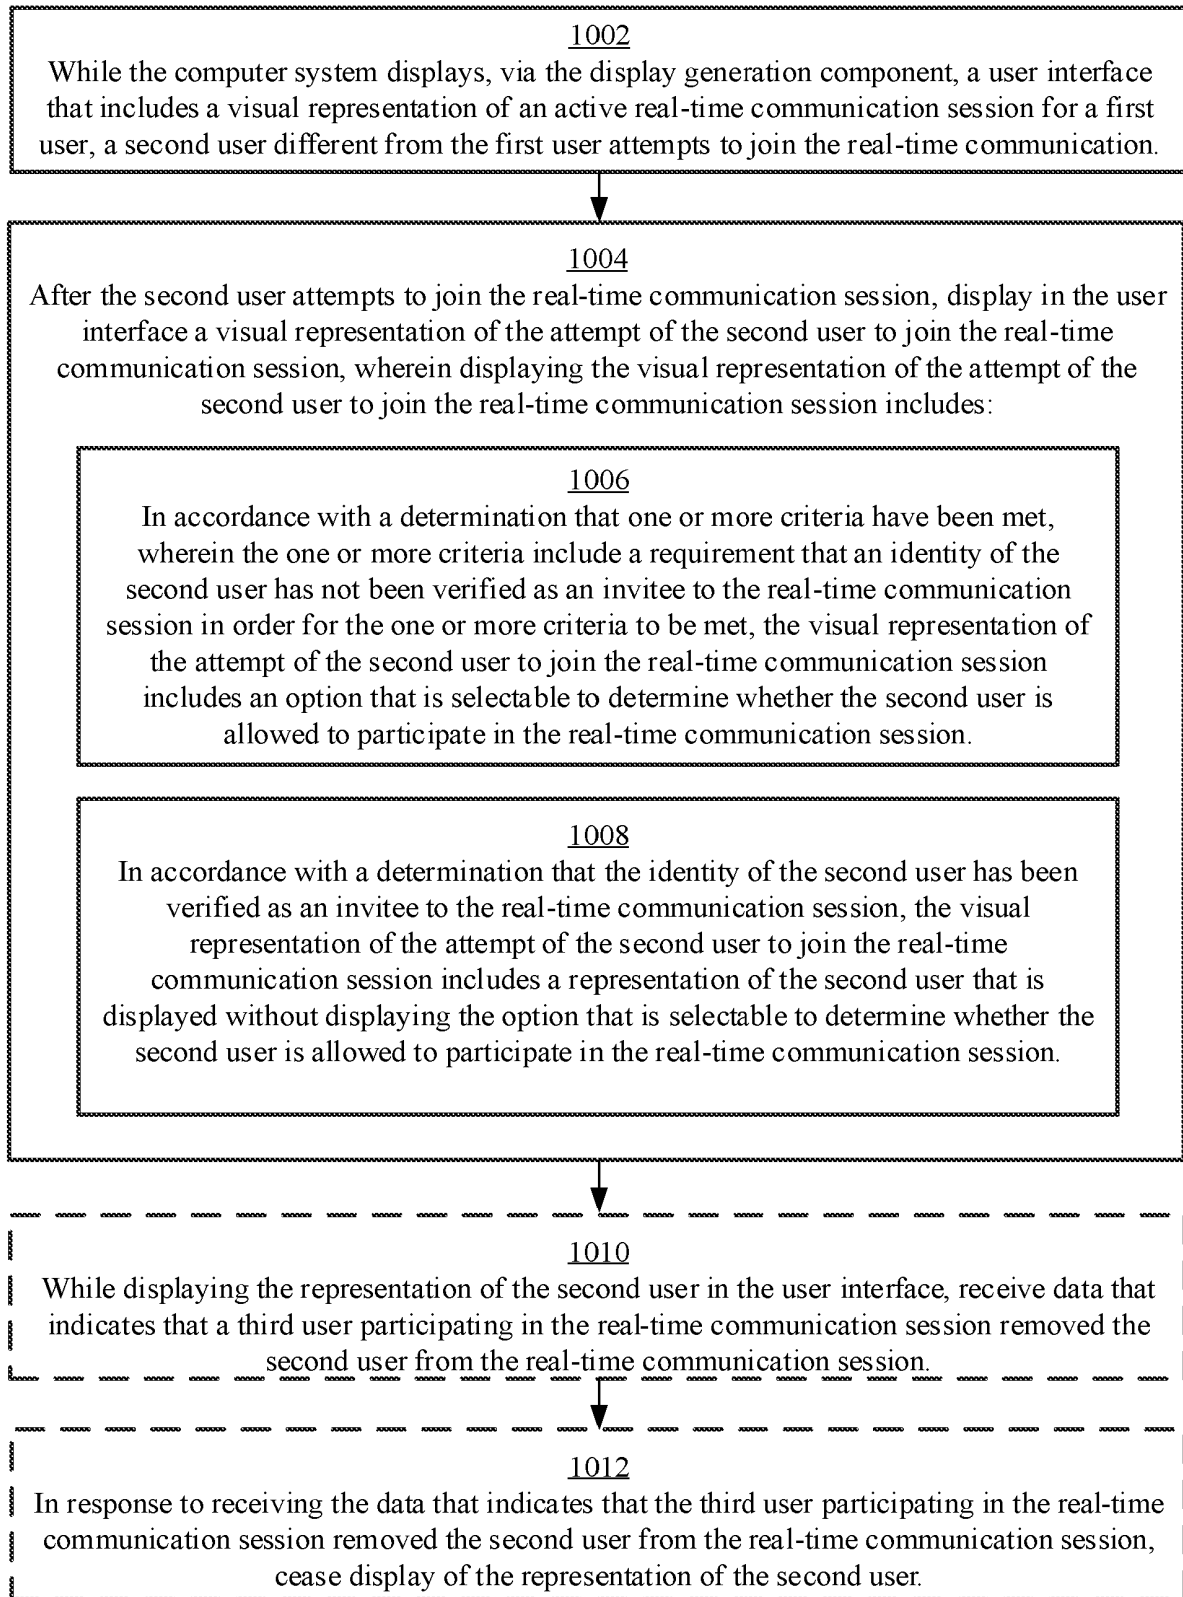 1002
While the computer system displays, via the display generation component, a user interface
that includes a visual representation of an active real-time communication session for a first
user, a second user different from the first user attempts to join the real-time communication.
1004
After the second user attempts to join the real-time communication session, display in the user
interface a visual representation of the attempt of the second user to join the real-time
communication session, wherein displaying the visual representation of the attempt of the
second user to join the real-time communication session includes:
1006
In accordance with a determination that one or more criteria have been met,
wherein the one or more criteria include a requirement that an identity of the
second user has not been verified as an invitee to the real-time communication
session in order for the one or more criteria to be met, the visual representation of
the attempt of the second user to join the real-time communication session
includes an option that is selectable to determine whether the second user is
allowed to participate in the real-time communication session.
1008
In accordance with a determination that the identity of the second user has been
verified as an invitee to the real-time communication session, the visual
representation of the attempt of the second user to join the real-time
communication session includes a representation of the second user that is
displayed without displaying the option that is selectable to determine whether the
second user is allowed to participate in the real-time communication session.
1010
While displaying the representation of the second user in the user interface, receive data that
indicates that a third user participating in the real-time communication session removed the
second user from the real-time communication session.
1012
In response to receiving the data that indicates that the third user participating in the real-time
communication session removed the second user from the real-time communication session,
cease display of the representation of the second user.